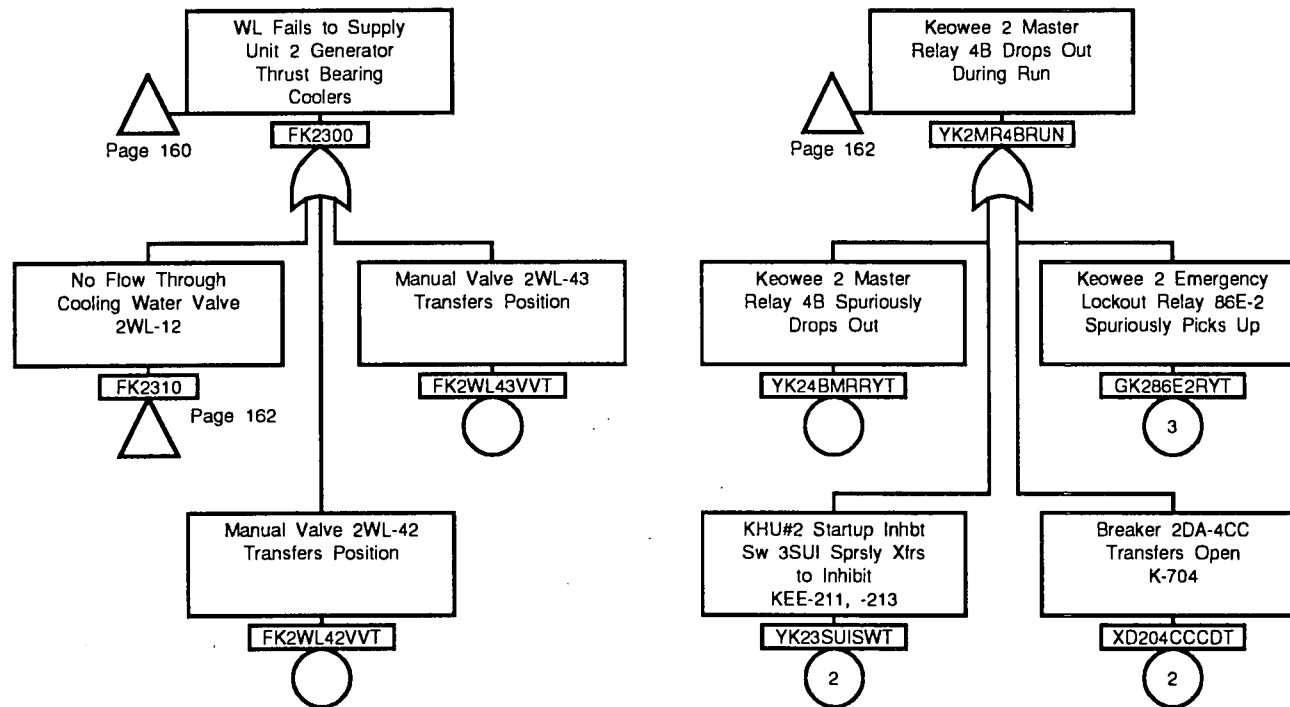 WL Fails to Supply
Unit 2 Generator
Thrust Bearing
Coolers
Page 160
FK2300
No Flow Through
Cooling Water Valve
2WL-12
FK2310
Page 162
Manual Valve 2WL-43
Transfers Position
FK2WL43VVT
Manual Valve 2WL-42
Transfers Position
FK2WL42VVT
Keowee 2 Master
Relay 4B Drops Out
During Run
Page 162
YK2MR4BRUN
Keowee 2 Master
Relay 4B Spuriously
Drops Out
YK24BMRRYT
Keowee 2 Emergency
Lockout Relay 86E-2
Spuriously Picks Up
GK286E2RYT
3
KHU#2 Startup Inhbt
Sw 3SUI Sprsly Xfrs
to Inhibit
KEE-211, -213
YK23SUISWT
2
Breaker 2DA-4CC
Transfers Open
K-704
XD204CCCDT
2